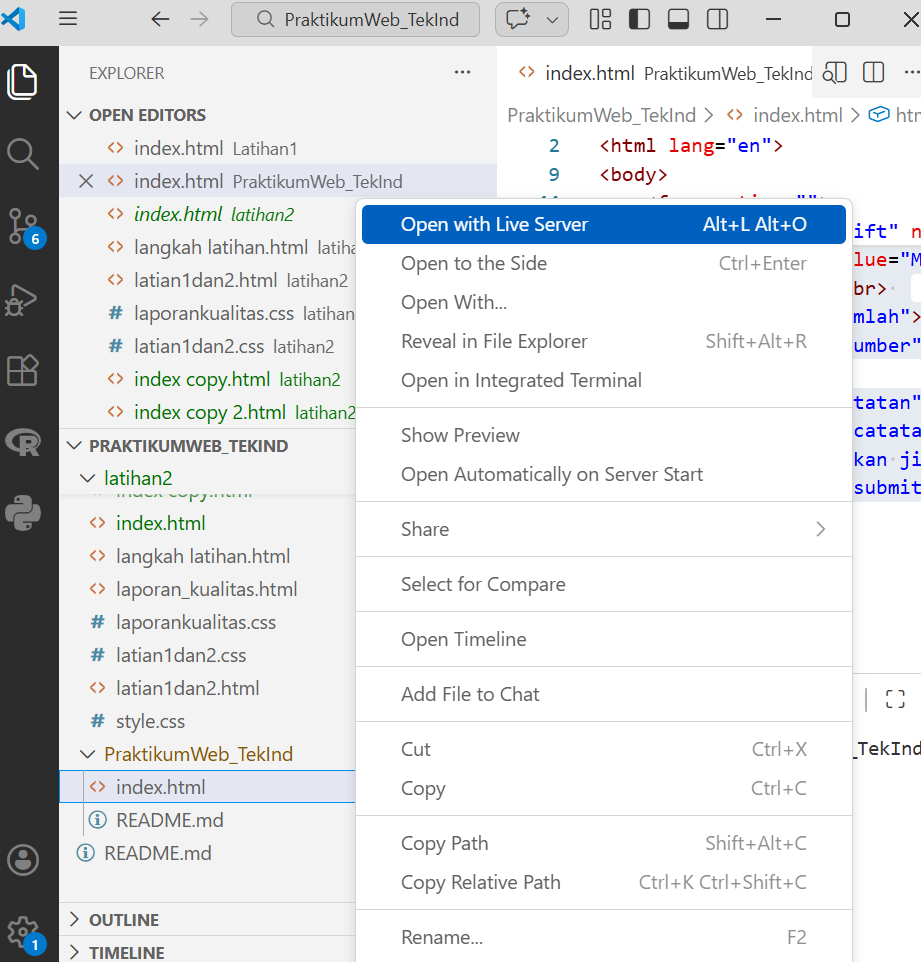 PraktikumWeb_TekInd
EXPLORER
OPEN EDITORS
index.html Latihan1
index.html PraktikumWeb_TekInd
index.html latihan2
langkah latihan.html
latian1dan2.html latihan2
laporankualitas.css
latian1dan2.css latihan2
index copy.html latihan2
index copy 2.html latihan2
PRAKTIKUMWEB_TEKIND
latihan2
index copy.html
index.html
langkah latihan.html
laporan_kualitas.html
laporankualitas.css
latian1dan2.css
latian1dan2.html
style.css
PraktikumWeb_TekInd
index.html
README.md
README.md
OUTLINE
TIMELINE
6
1
index.html PraktikumWeb_TekInd
PraktikumWeb_TekInd > index.html >
2 <html lang="en">
9 <body>
Open with Live Server Alt+L Alt+O
Open to the Side Ctrl+Enter
Open With...
Reveal in File Explorer Shift+Alt+R
Open in Integrated Terminal
Show Preview
Open Automatically on Server Start
Share
Select for Compare
Open Timeline
Add File to Chat
Cut Ctrl+X
Copy Ctrl+C
Copy Path Shift+Alt+C
Copy Relative Path Ctrl+K Ctrl+Shift+C
Rename... F2
ift" n
lue="M
br>
mlah">
umber"
tatan"
catata
kan ji
submit
_TekInd